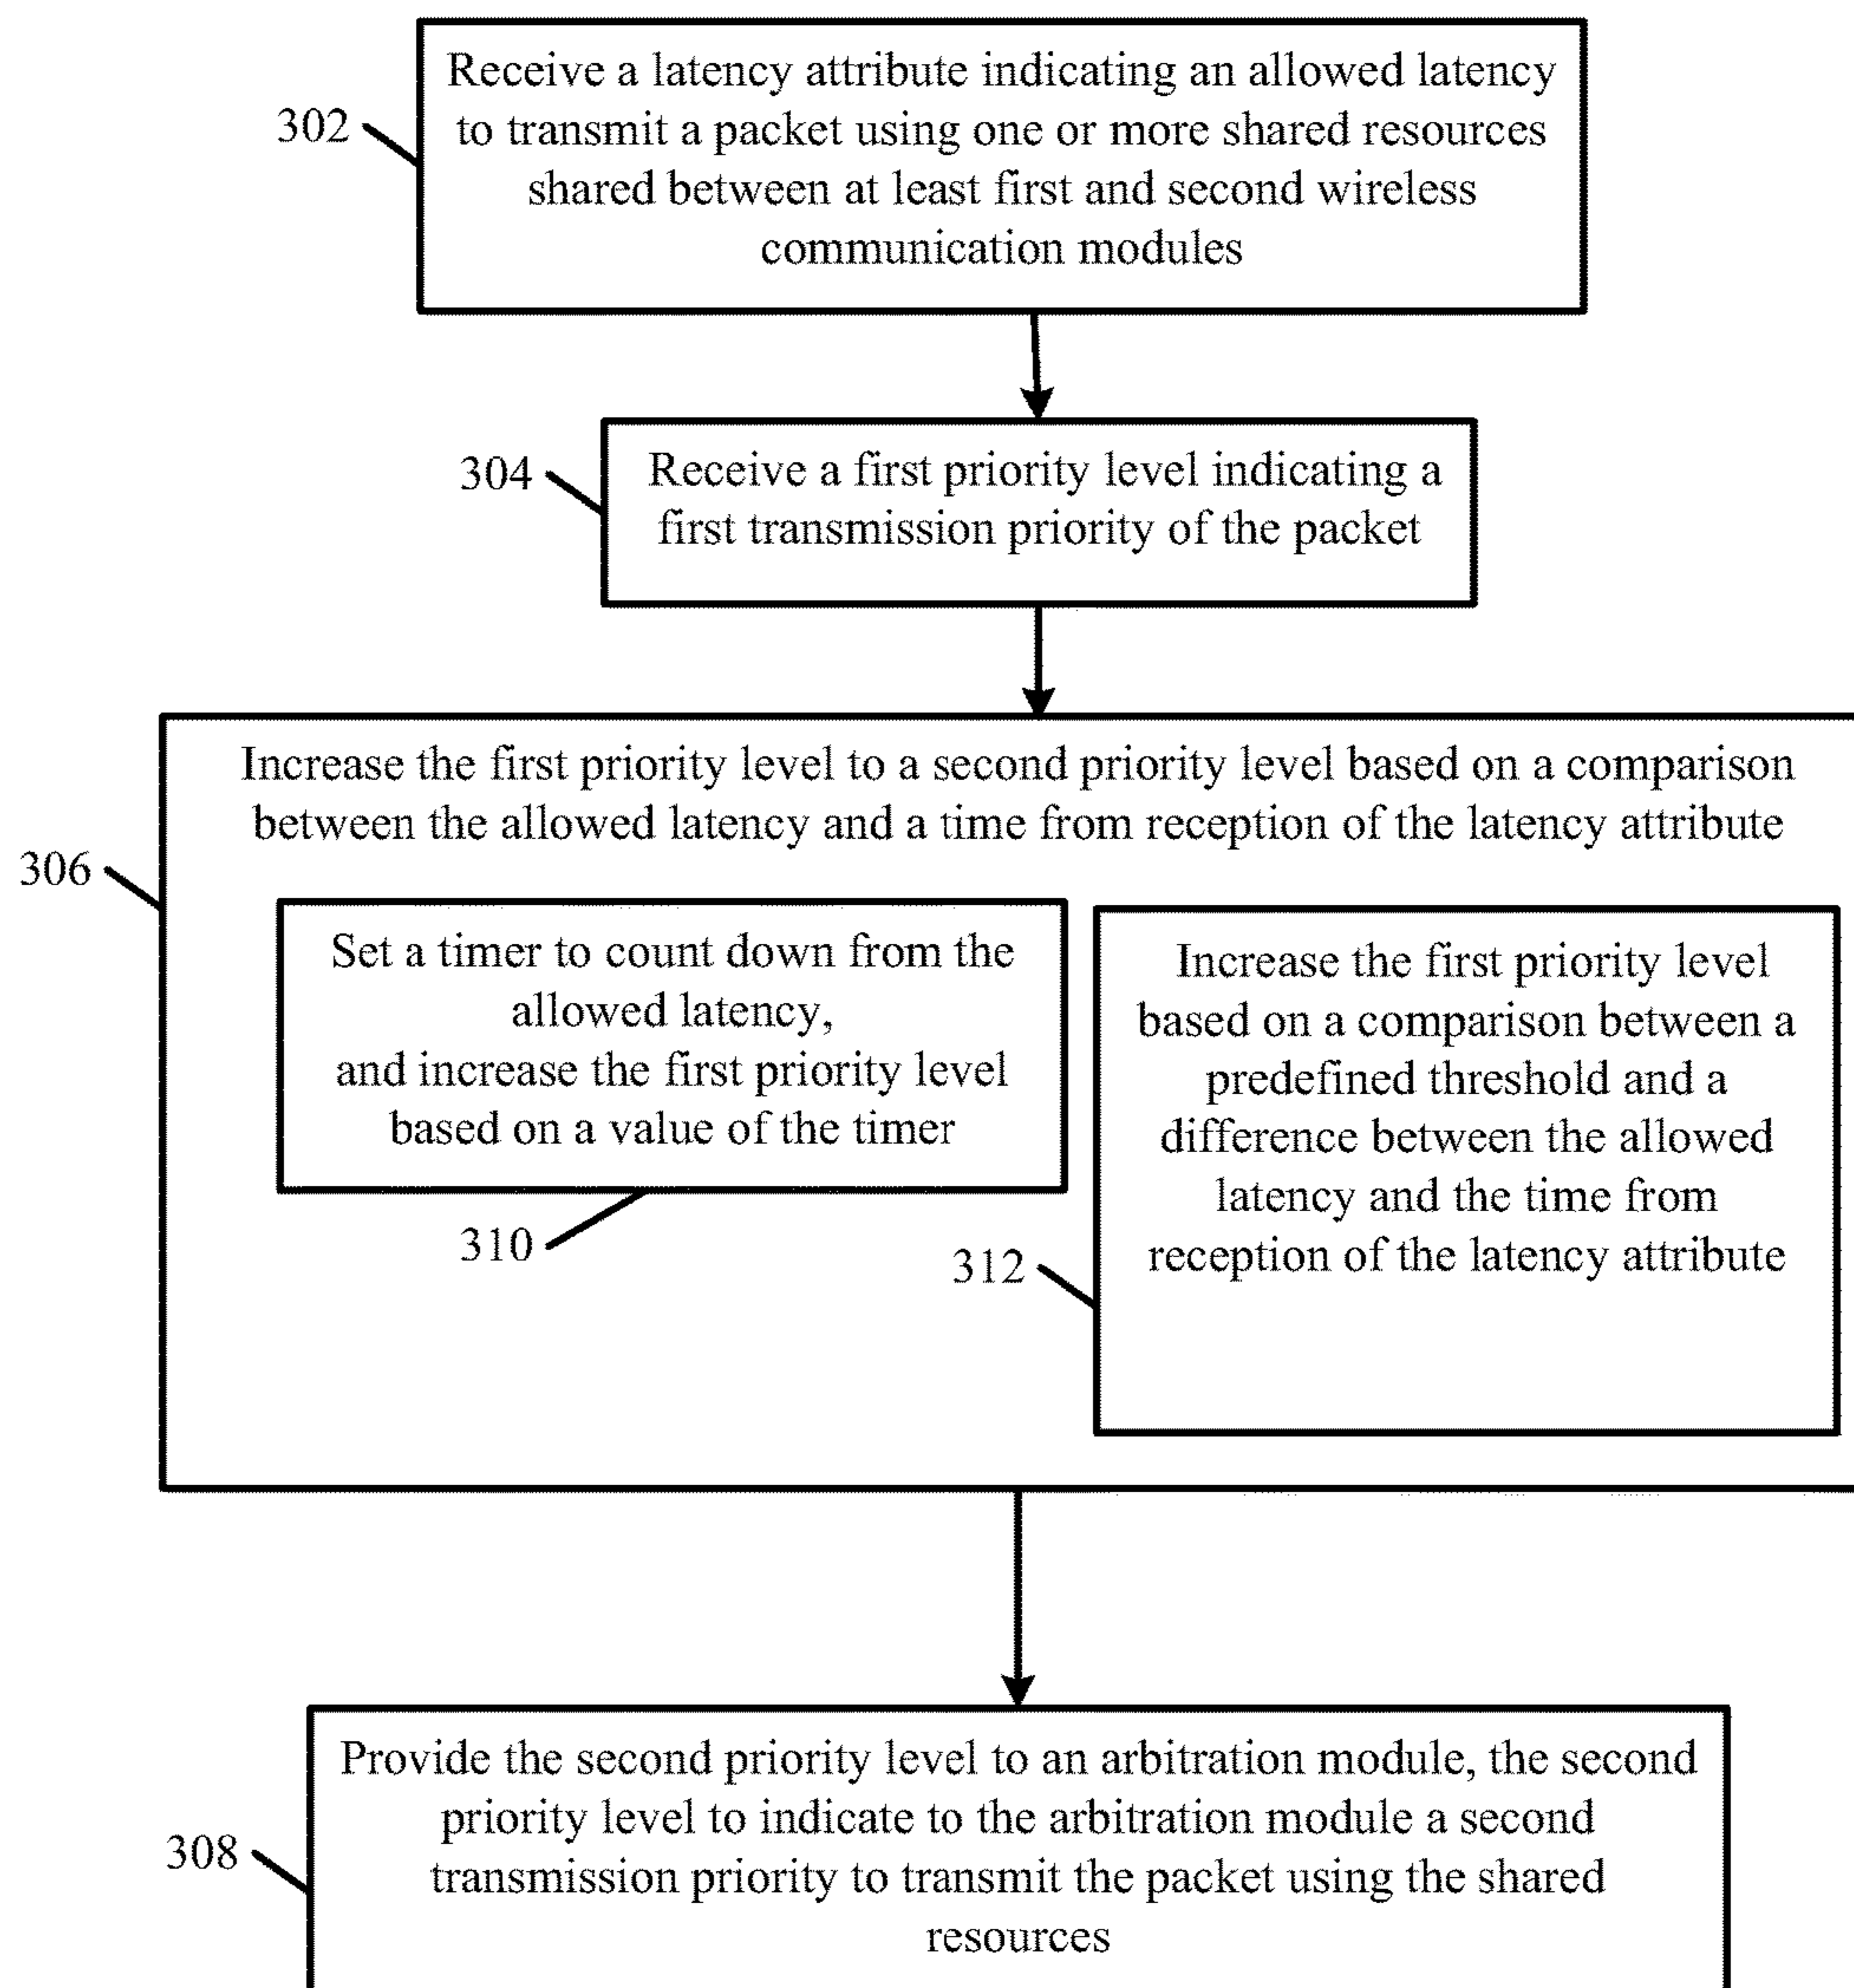 302
Receive a latency attribute indicating an allowed latency
to transmit a packet using one or more shared resources
shared between at least first and second wireless
communication modules
304
Receive a first priority level indicating a
first transmission priority of the packet
306
Increase the first priority level to a second priority level based on a comparison
between the allowed latency and a time from reception of the latency attribute
Set a timer to count down from the
allowed latency,
and increase the first priority level
based on a value of the timer
310
Increase the first priority level
based on a comparison between a
predefined threshold and a
difference between the allowed
latency and the time from
reception of the latency attribute
312
308
Provide the second priority level to an arbitration module, the second
priority level to indicate to the arbitration module a second
transmission priority to transmit the packet using the shared
resources